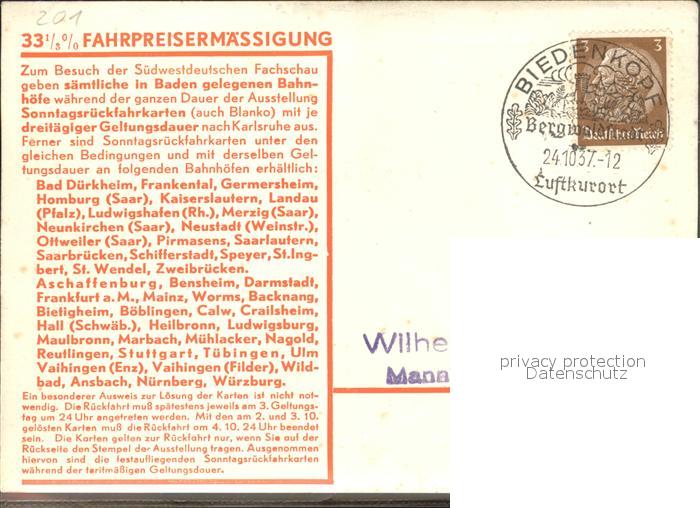 201
33 1/3 % FAHRPREISERMÄSSIGUNG
Zum Besuch der Südwestdeutschen Fachschau
geben sämtliche in Baden gelegenen Bahn-
höfe während der ganzen Dauer der Ausstellung
Sonntagsrückfahrkarten (auch Blanko) mit je
dreitägiger Geltungsdauer nach Karlsruhe aus.
Ferner sind Sonntagsrückfahrkarten unter den
gleichen Bedingungen und mit derselben Gel-
tungsdauer an folgenden Bahnhöfen erhältlich:
Bad Dürkheim, Frankental, Germersheim,
Homburg (Saar), Kaiserslautern, Landau
(Pfalz), Ludwigshafen (Rh.), Merzig (Saar),
Neunkirchen (Saar), Neustadt (Weinstr.),
Ottweiler (Saar), Pirmasens, Saarlautern,
Saarbrücken, Schifferstadt, Speyer, St. Ing-
bert, St. Wendel, Zweibrücken.
Aschaffenburg, Bensheim, Darmstadt,
Frankfurt a. M., Mainz, Worms, Backnang,
Bietigheim, Böblingen, Calw, Crailsheim,
Hall (Schwäb.), Heilbronn, Ludwigsburg,
Maulbronn, Marbach, Mühlacker, Nagold,
Reutlingen, Stuttgart, Tübingen, Ulm
Vaihingen (Enz), Vaihingen (Filder), Wild-
bad, Ansbach, Nürnberg, Würzburg.
Ein besonderer Ausweis zur Lösung der Karten ist nicht not-
wendig. Die Rückfahrt muß spätestens jeweils am 3. Geltungs-
tag um 24 Uhr angetreten werden. Mit den am 2. und 3. 10.
gelösten Karten muß die Rückfahrt am 4. 10. 24 Uhr beendet
sein. Die Karten gelten zur Rückfahrt nur, wenn Sie auf der
Rückseite den Stempel der Ausstellung tragen. Ausgenommen
hiervon sind die festaufliegenden Sonntagsrückfahrkarten
während der tarifmäßigen Geltungsdauer.
3
Deutsches Reich
BIEDENKOPF
24.10.37.-12
Luftkurort
Wilhe
Mann
privacy protection
Datenschutz